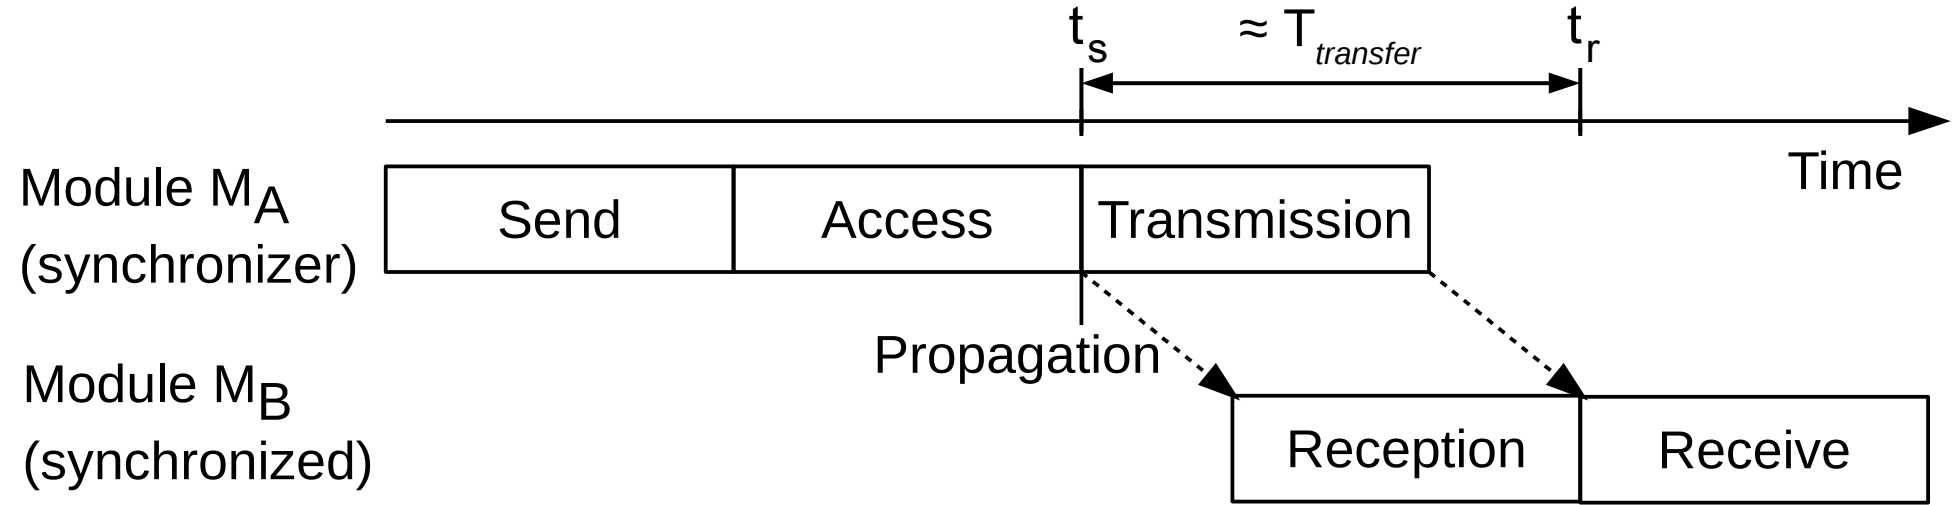 t_s ≈ T_transfer t_r
Time
Module M_A
(synchronizer)
Send Access Transmission
Propagation
Module M_B
(synchronized)
Reception Receive